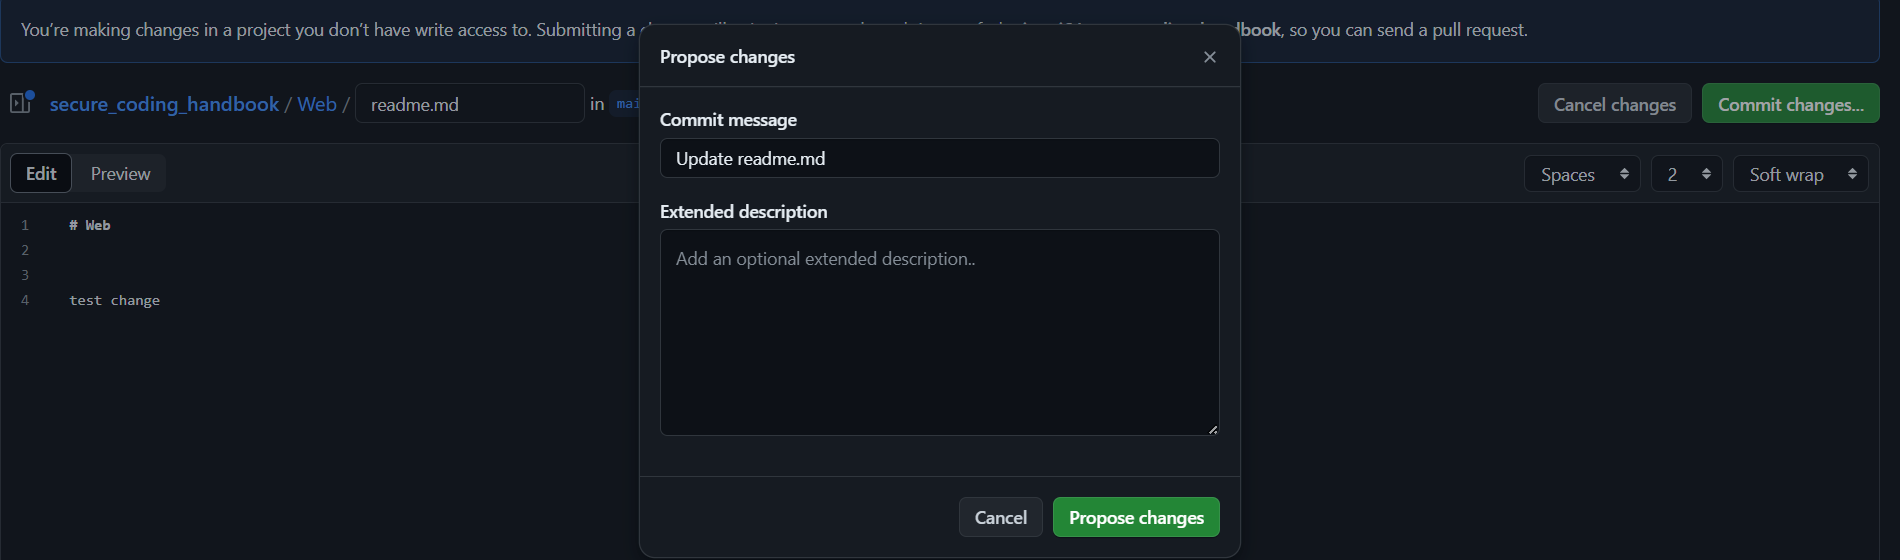 You're making changes in a project you don't have write access to. Submitting a book, so you can send a pull request.
Propose changes
secure_coding_handbook / Web / readme.md in mai
Cancel changes Commit changes...
Commit message
Update readme.md
Edit Preview
Spaces 2 Soft wrap
Extended description
1 # Web
2
Add an optional extended description..
3
4 test change
Cancel Propose changes